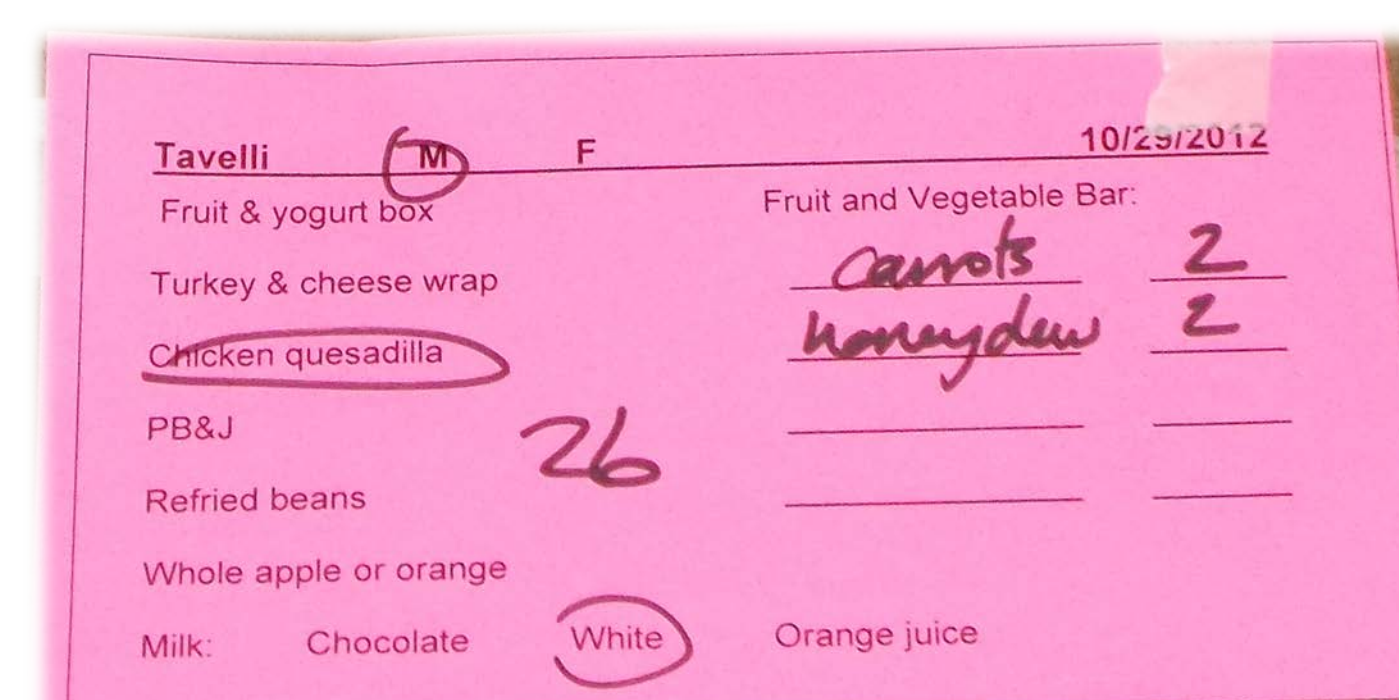 Tavelli M F 10/29/2012
Fruit & yogurt box
Fruit and Vegetable Bar:
carrots 2
Turkey & cheese wrap
honeydew 2
Chicken quesadilla
PB&J
26
Refried beans
Whole apple or orange
Milk: Chocolate White Orange juice